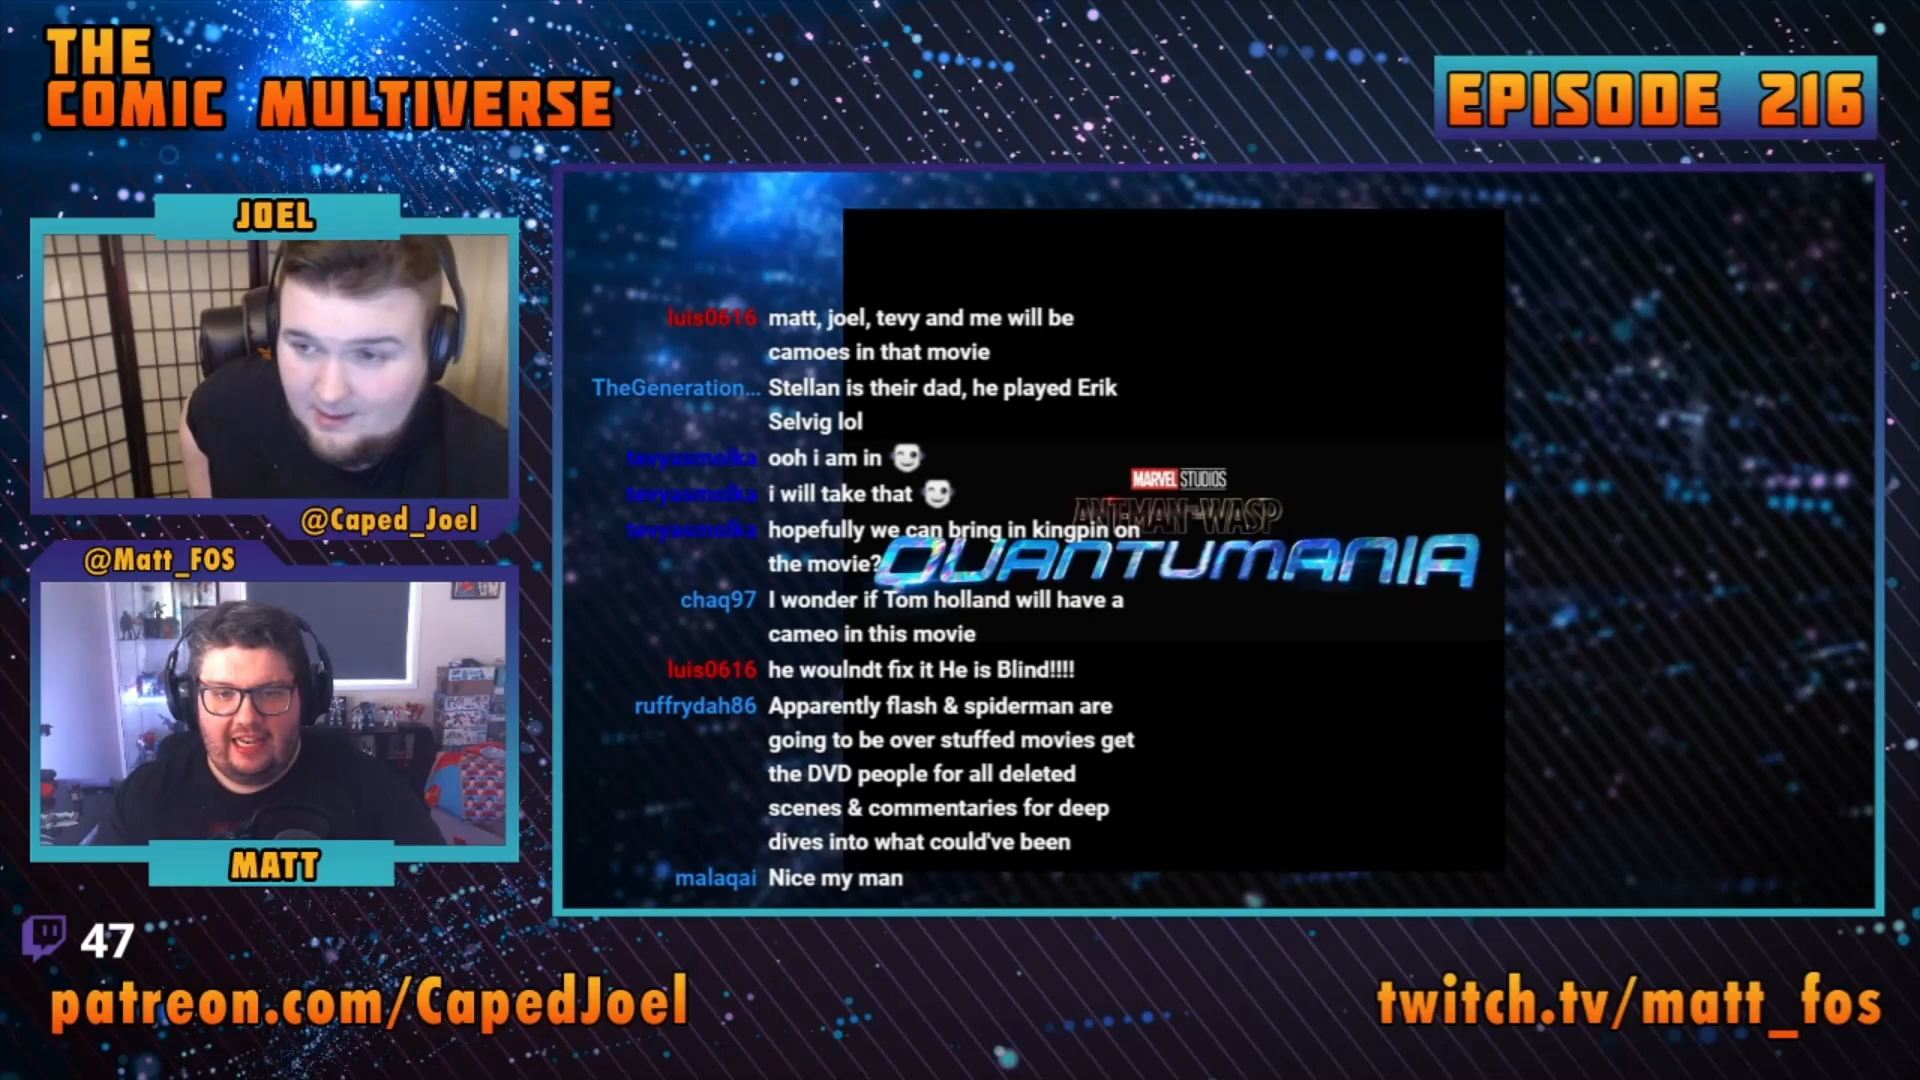 THE
COMIC MULTIVERSE
EPISODE 216
JOEL
@Caped_Joel
@Matt_FOS
MATT
luis0616 matt, joel, tevy and me will be
camoes in that movie
TheGeneration... Stellan is their dad, he played Erik
Selvig lol
ooh i am in
i will take that
hopefully we can bring in kingpin on
the movie?
chaq97 I wonder if Tom holland will have a
cameo in this movie
luis0616 he woulndt fix it He is Blind!!!!
ruffrydah86 Apparently flash & spiderman are
going to be over stuffed movies get
the DVD people for all deleted
scenes & commentaries for deep
dives into what could've been
malaqai Nice my man
MARVEL STUDIOS
ANT-MAN AND THE WASP
QUANTUMANIA
47
patreon.com/CapedJoel
twitch.tv/matt_fos